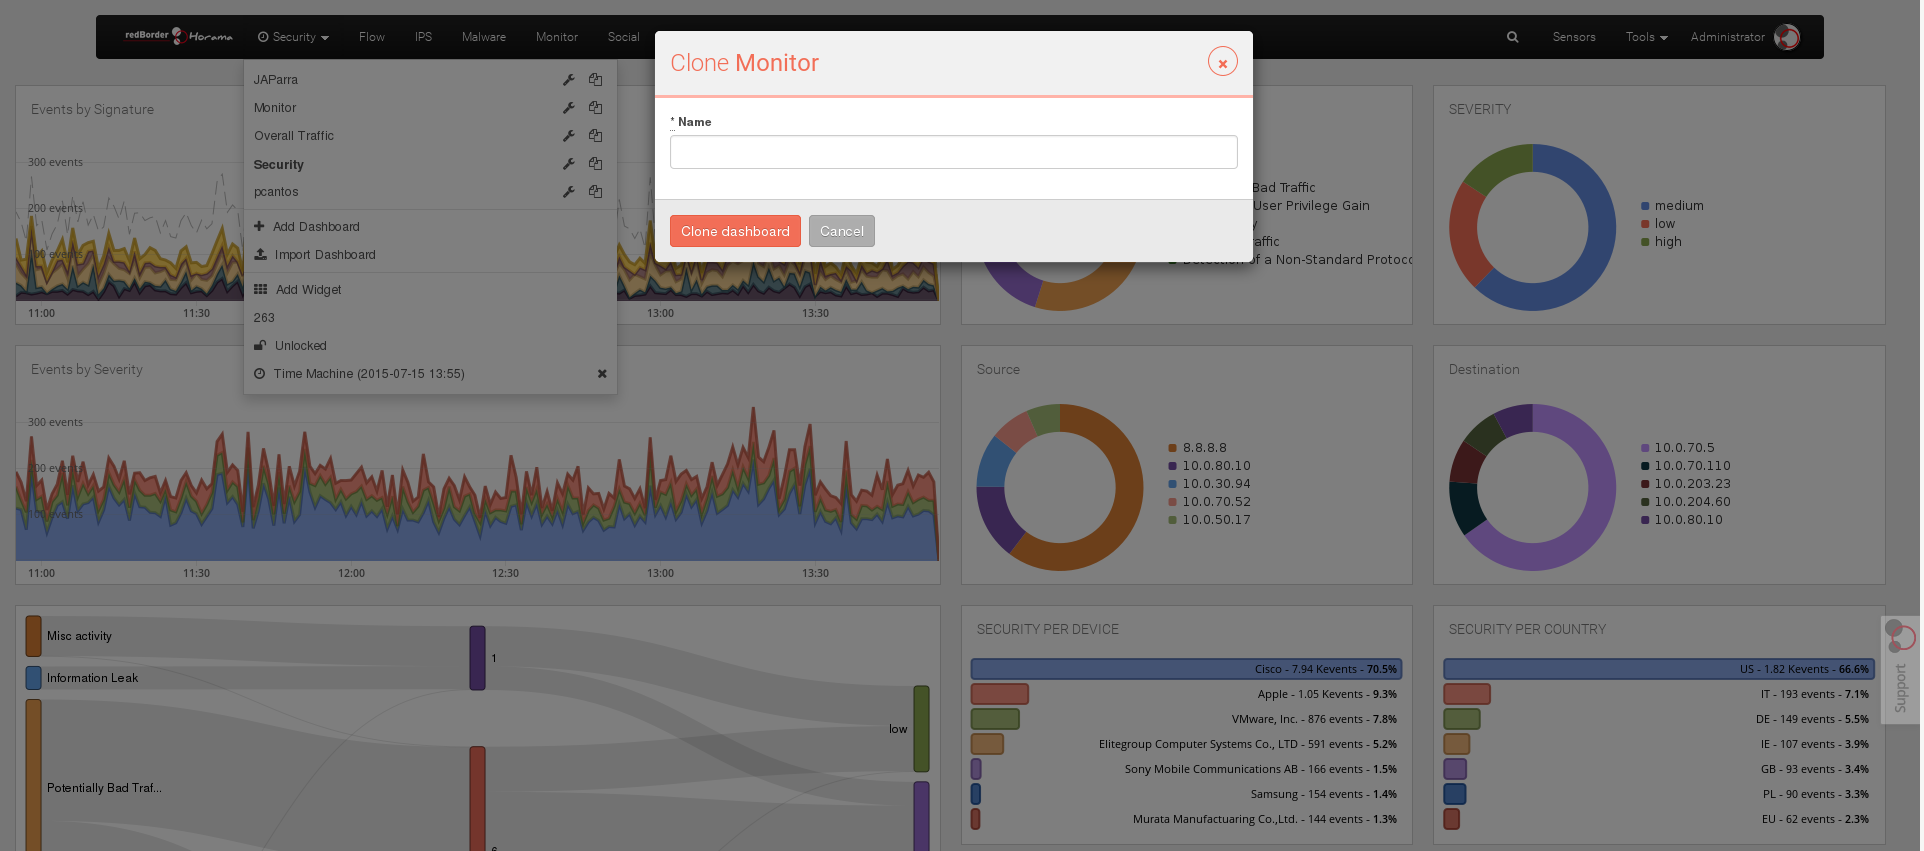 redBorder Horama Security Flow IPS Malware Monitor Social Sensors Tools Administrator
Clone Monitor
* Name
Clone dashboard Cancel
JAParra
Monitor
Overall Traffic
Security
pcantos
Add Dashboard
Import Dashboard
Add Widget
263
Unlocked
Time Machine (2015-07-15 13:55)
Events by Signature
300 events
200 events
100 events
11:00 11:30 13:00 13:30
Bad Traffic
User Privilege Gain
y
affic
Detection of a Non-Standard Protoco
SEVERITY
medium
low
high
Events by Severity
300 events
200 events
100 events
11:00 11:30 12:00 12:30 13:00 13:30
Source
8.8.8.8
10.0.80.10
10.0.30.94
10.0.70.52
10.0.50.17
Destination
10.0.70.5
10.0.70.110
10.0.203.23
10.0.204.60
10.0.80.10
Misc activity
Information Leak
Potentially Bad Traf...
1
6
low
SECURITY PER DEVICE
Cisco - 7.94 Kevents - 70.5%
Apple - 1.05 Kevents - 9.3%
VMware, Inc. - 876 events - 7.8%
Elitegroup Computer Systems Co., LTD - 591 events - 5.2%
Sony Mobile Communications AB - 166 events - 1.5%
Samsung - 154 events - 1.4%
Murata Manufactuaring Co.,Ltd. - 144 events - 1.3%
SECURITY PER COUNTRY
US - 1.82 Kevents - 66.6%
IT - 193 events - 7.1%
DE - 149 events - 5.5%
IE - 107 events - 3.9%
GB - 93 events - 3.4%
PL - 90 events - 3.3%
EU - 62 events - 2.3%
Support